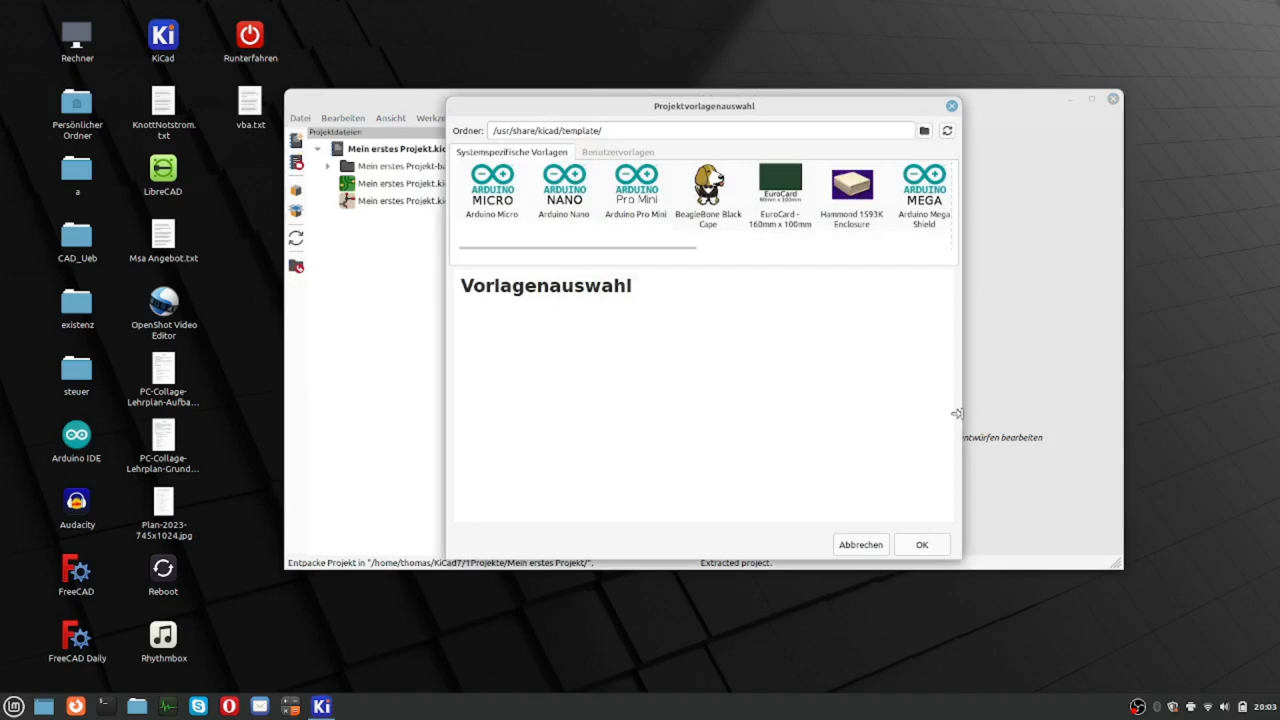 Rechner
KiCad
Runterfahren
Persönlicher
Ordner
KnottNotstrom.
txt
vba.txt
a
LibreCAD
CAD_Ueb
Msa Angebot.txt
existenz
OpenShot Video
Editor
steuer
PC-Collage-
Lehrplan-Aufba...
Arduino IDE
PC-Collage-
Lehrplan-Grund...
Audacity
Plan-2023-
745x1024.jpg
FreeCAD
Reboot
FreeCAD Daily
Rhythmbox
Datei Bearbeiten Ansicht Werkze
Projektdateien
Mein erstes Projekt.kic
Mein erstes Projekt-ba
Mein erstes Projekt.ki
Mein erstes Projekt.ki
Projektvorlagenauswahl
Ordner: /usr/share/kicad/template/
Systemspezifische Vorlagen Benutzervorlagen
ARDUINO
MICRO
Arduino Micro
ARDUINO
NANO
Arduino Nano
ARDUINO
Pro Mini
Arduino Pro Mini
BeagleBone Black
Cape
EuroCard
160mm x 100mm
EuroCard -
160mm x 100mm
Hammond 1593K
Enclosure
ARDUINO
MEGA
Arduino Mega
Shield
Vorlagenauswahl
ntwürfen bearbeiten
Abbrechen OK
Entpacke Projekt in "/home/thomas/KiCad7/1Projekte/Mein erstes Projekt/".
Extracted project.
20:03